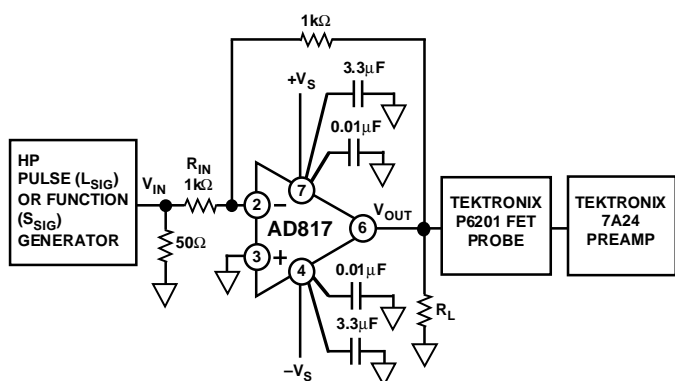 1kΩ
3.3µF
+VS
0.01µF
HP
PULSE (LSIG)
OR FUNCTION
(SSIG)
GENERATOR
VIN
RIN
1kΩ
50Ω
2
−
7
AD817
3
+
4
6
VOUT
TEKTRONIX
P6201 FET
PROBE
TEKTRONIX
7A24
PREAMP
0.01µF
RL
3.3µF
−VS